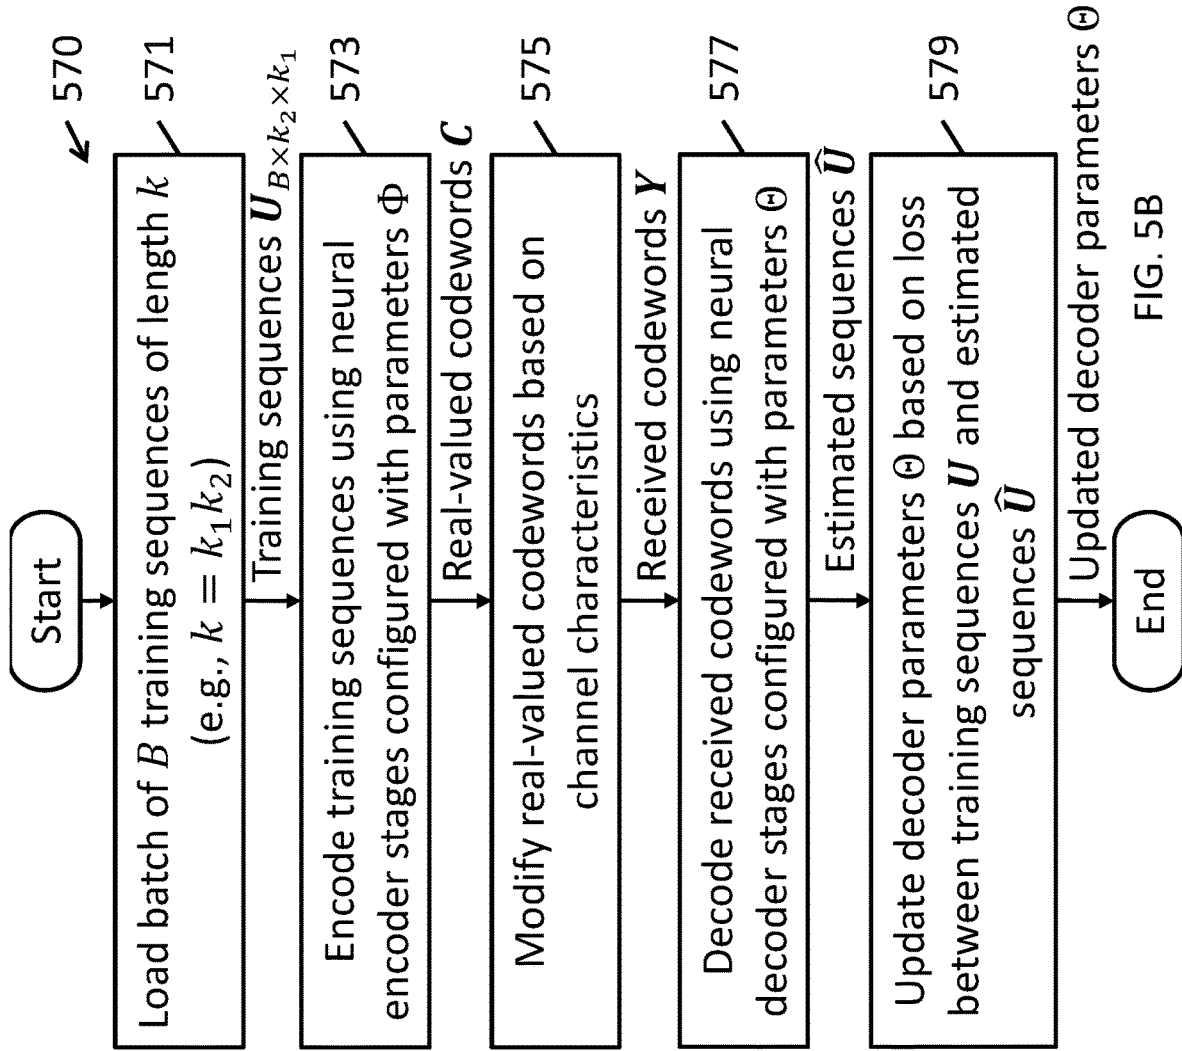 570
Start
571
Load batch of B training sequences of length k
(e.g., k = k₁k₂)
Training sequences U_{B×k₂×k₁}
573
Encode training sequences using neural
encoder stages configured with parameters Φ
Real-valued codewords C
575
Modify real-valued codewords based on
channel characteristics
Received codewords Y
577
Decode received codewords using neural
decoder stages configured with parameters Θ
Estimated sequences Û
579
Update decoder parameters Θ based on loss
between training sequences U and estimated
sequences Û
Updated decoder parameters Θ
End
FIG. 5B